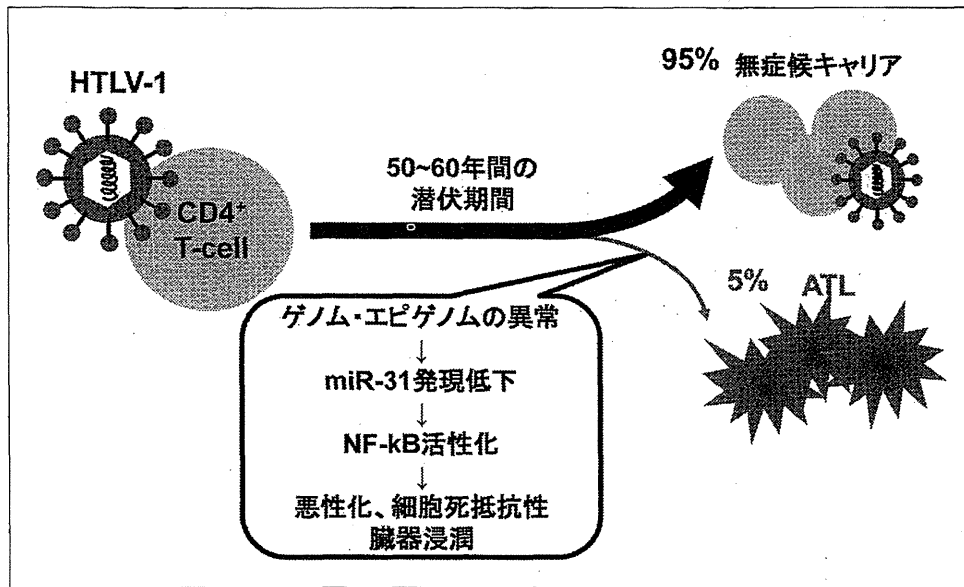 HTLV-1
CD4⁺
T-cell
50~60年間の
潜伏期間
95% 無症候キャリア
5% ATL
ゲノム・エピゲノムの異常
↓
miR-31発現低下
↓
NF-kB活性化
↓
悪性化、細胞死抵抗性
臓器浸潤